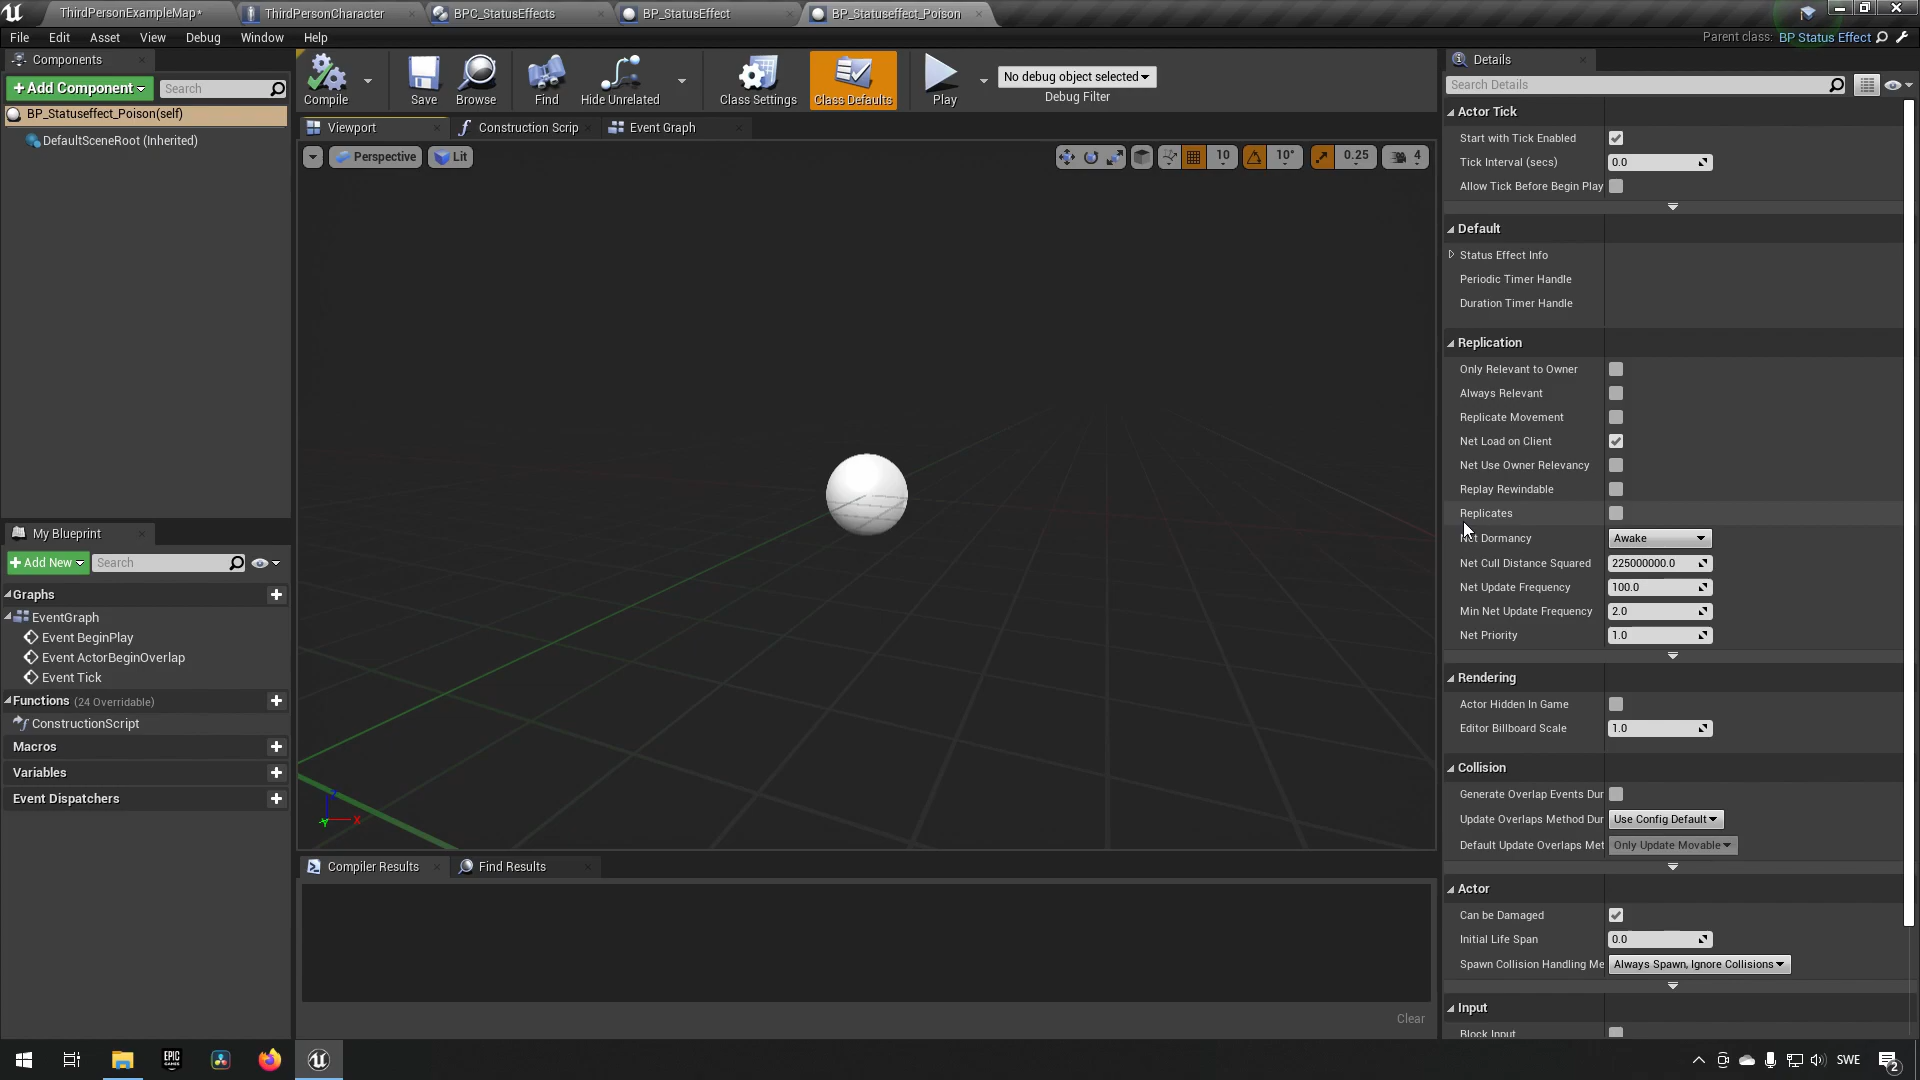 ThirdPersonExampleMap*
ThirdPersonCharacter
BPC_StatusEffects
BP_StatusEffect
BP_Statuseffect_Poison
File Edit Asset View Debug Window Help
Parent class: BP Status Effect
Components
+ Add Component
Search
BP_Statuseffect_Poison(self)
DefaultSceneRoot (Inherited)
Compile
Save
Browse
Find
Hide Unrelated
Class Settings
Class Defaults
Play
No debug object selected
Debug Filter
Viewport
Construction Scrip
Event Graph
Perspective
Lit
10
10°
0.25
4
X
Compiler Results
Find Results
Clear
My Blueprint
+ Add New
Search
Graphs
EventGraph
Event BeginPlay
Event ActorBeginOverlap
Event Tick
Functions (24 Overridable)
ConstructionScript
Macros
Variables
Event Dispatchers
Details
Search Details
Actor Tick
Start with Tick Enabled
Tick Interval (secs) 0.0
Allow Tick Before Begin Play
Default
Status Effect Info
Periodic Timer Handle
Duration Timer Handle
Replication
Only Relevant to Owner
Always Relevant
Replicate Movement
Net Load on Client
Net Use Owner Relevancy
Replay Rewindable
Replicates
Dormancy Awake
Net Cull Distance Squared 225000000.0
Net Update Frequency 100.0
Min Net Update Frequency 2.0
Net Priority 1.0
Rendering
Actor Hidden In Game
Editor Billboard Scale 1.0
Collision
Generate Overlap Events Dur
Update Overlaps Method Dur Use Config Default
Default Update Overlaps Met Only Update Movable
Actor
Can be Damaged
Initial Life Span 0.0
Spawn Collision Handling Me Always Spawn, Ignore Collisions
Input
Block Input
EPIC
GAMES
SWE
2